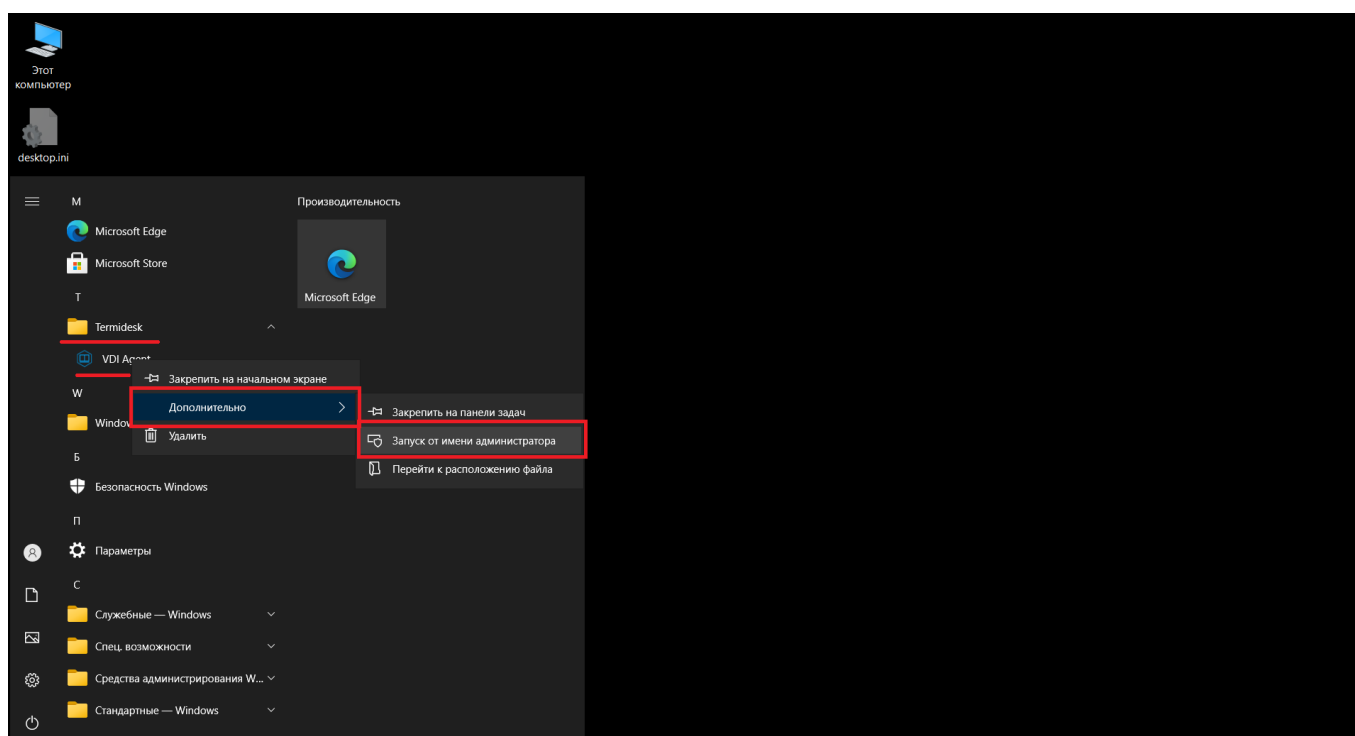 Этот
компьютер
desktop.ini
M
Производительность
Microsoft Edge
Microsoft Store
Microsoft Edge
T
Termidesk
VDI Agent
Закрепить на начальном экране
W
Дополнительно
Закрепить на панели задач
Window
Удалить
Запуск от имени администратора
Б
Перейти к расположению файла
Безопасность Windows
П
Параметры
С
Служебные — Windows
Спец. возможности
Средства администрирования W...
Стандартные — Windows